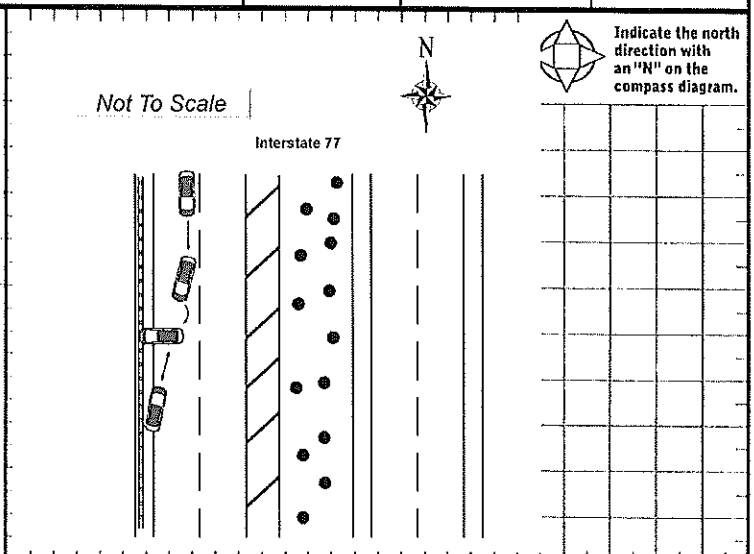 N
Indicate the north
direction with
an "N" on the
compass diagram.
Not To Scale
Interstate 77